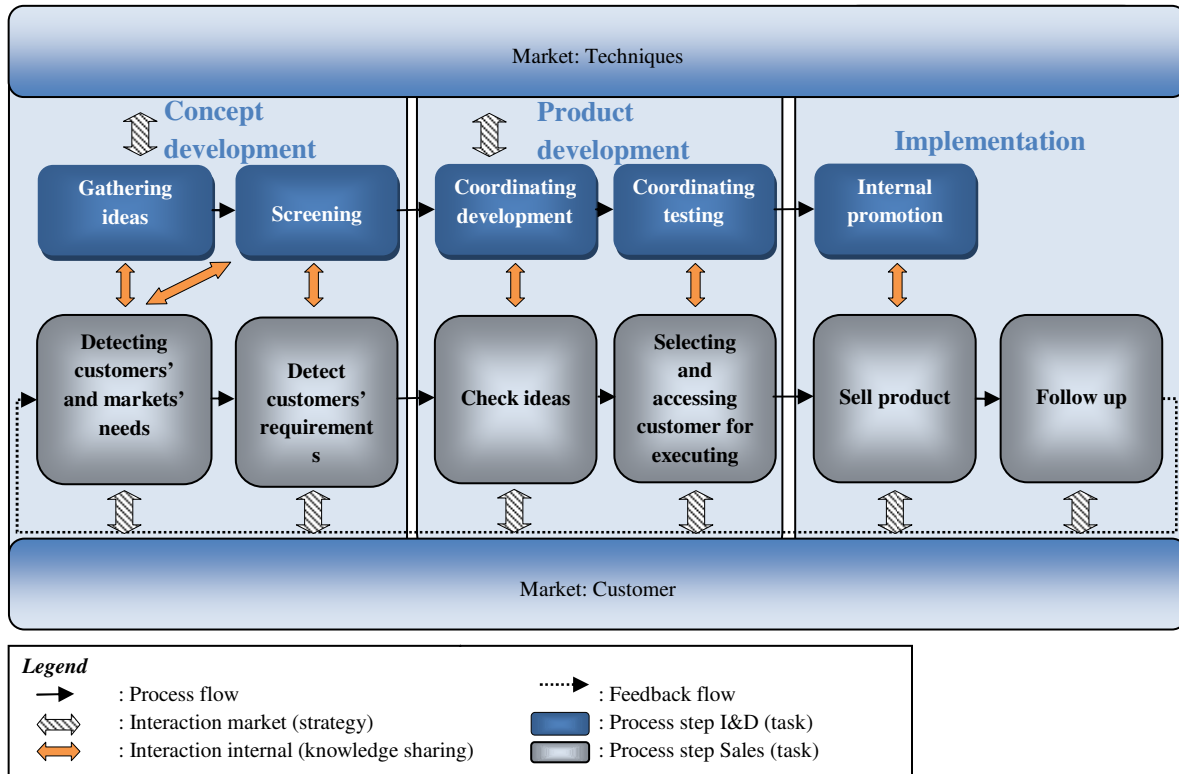 Market: Techniques
Concept
development
Product
development
Implementation
Gathering
ideas
Screening
Coordinating
development
Coordinating
testing
Internal
promotion
Detecting
customers’
and markets’
needs
Detect
customers’
requirement
s
Check ideas
Selecting
and
accessing
customer for
executing
Sell product
Follow up
Market: Customer
Legend
: Process flow
: Feedback flow
: Interaction market (strategy)
: Process step I&D (task)
: Interaction internal (knowledge sharing)
: Process step Sales (task)